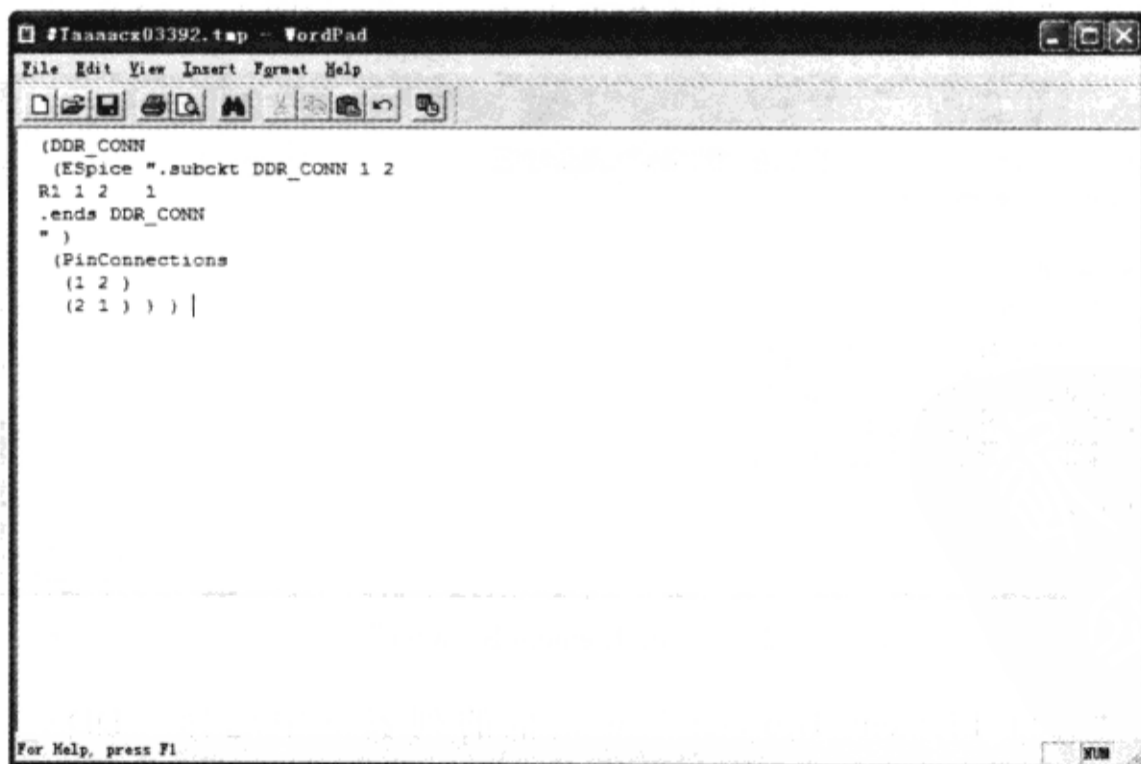 #Taaaacx03392.tmp - WordPad
File Edit View Insert Format Help
(DDR_CONN
(ESpice ".subckt DDR_CONN 1 2
R1 1 2 1
.ends DDR_CONN
" )
(PinConnections
(1 2 )
(2 1 ) ) )
For Help, press F1
NUM